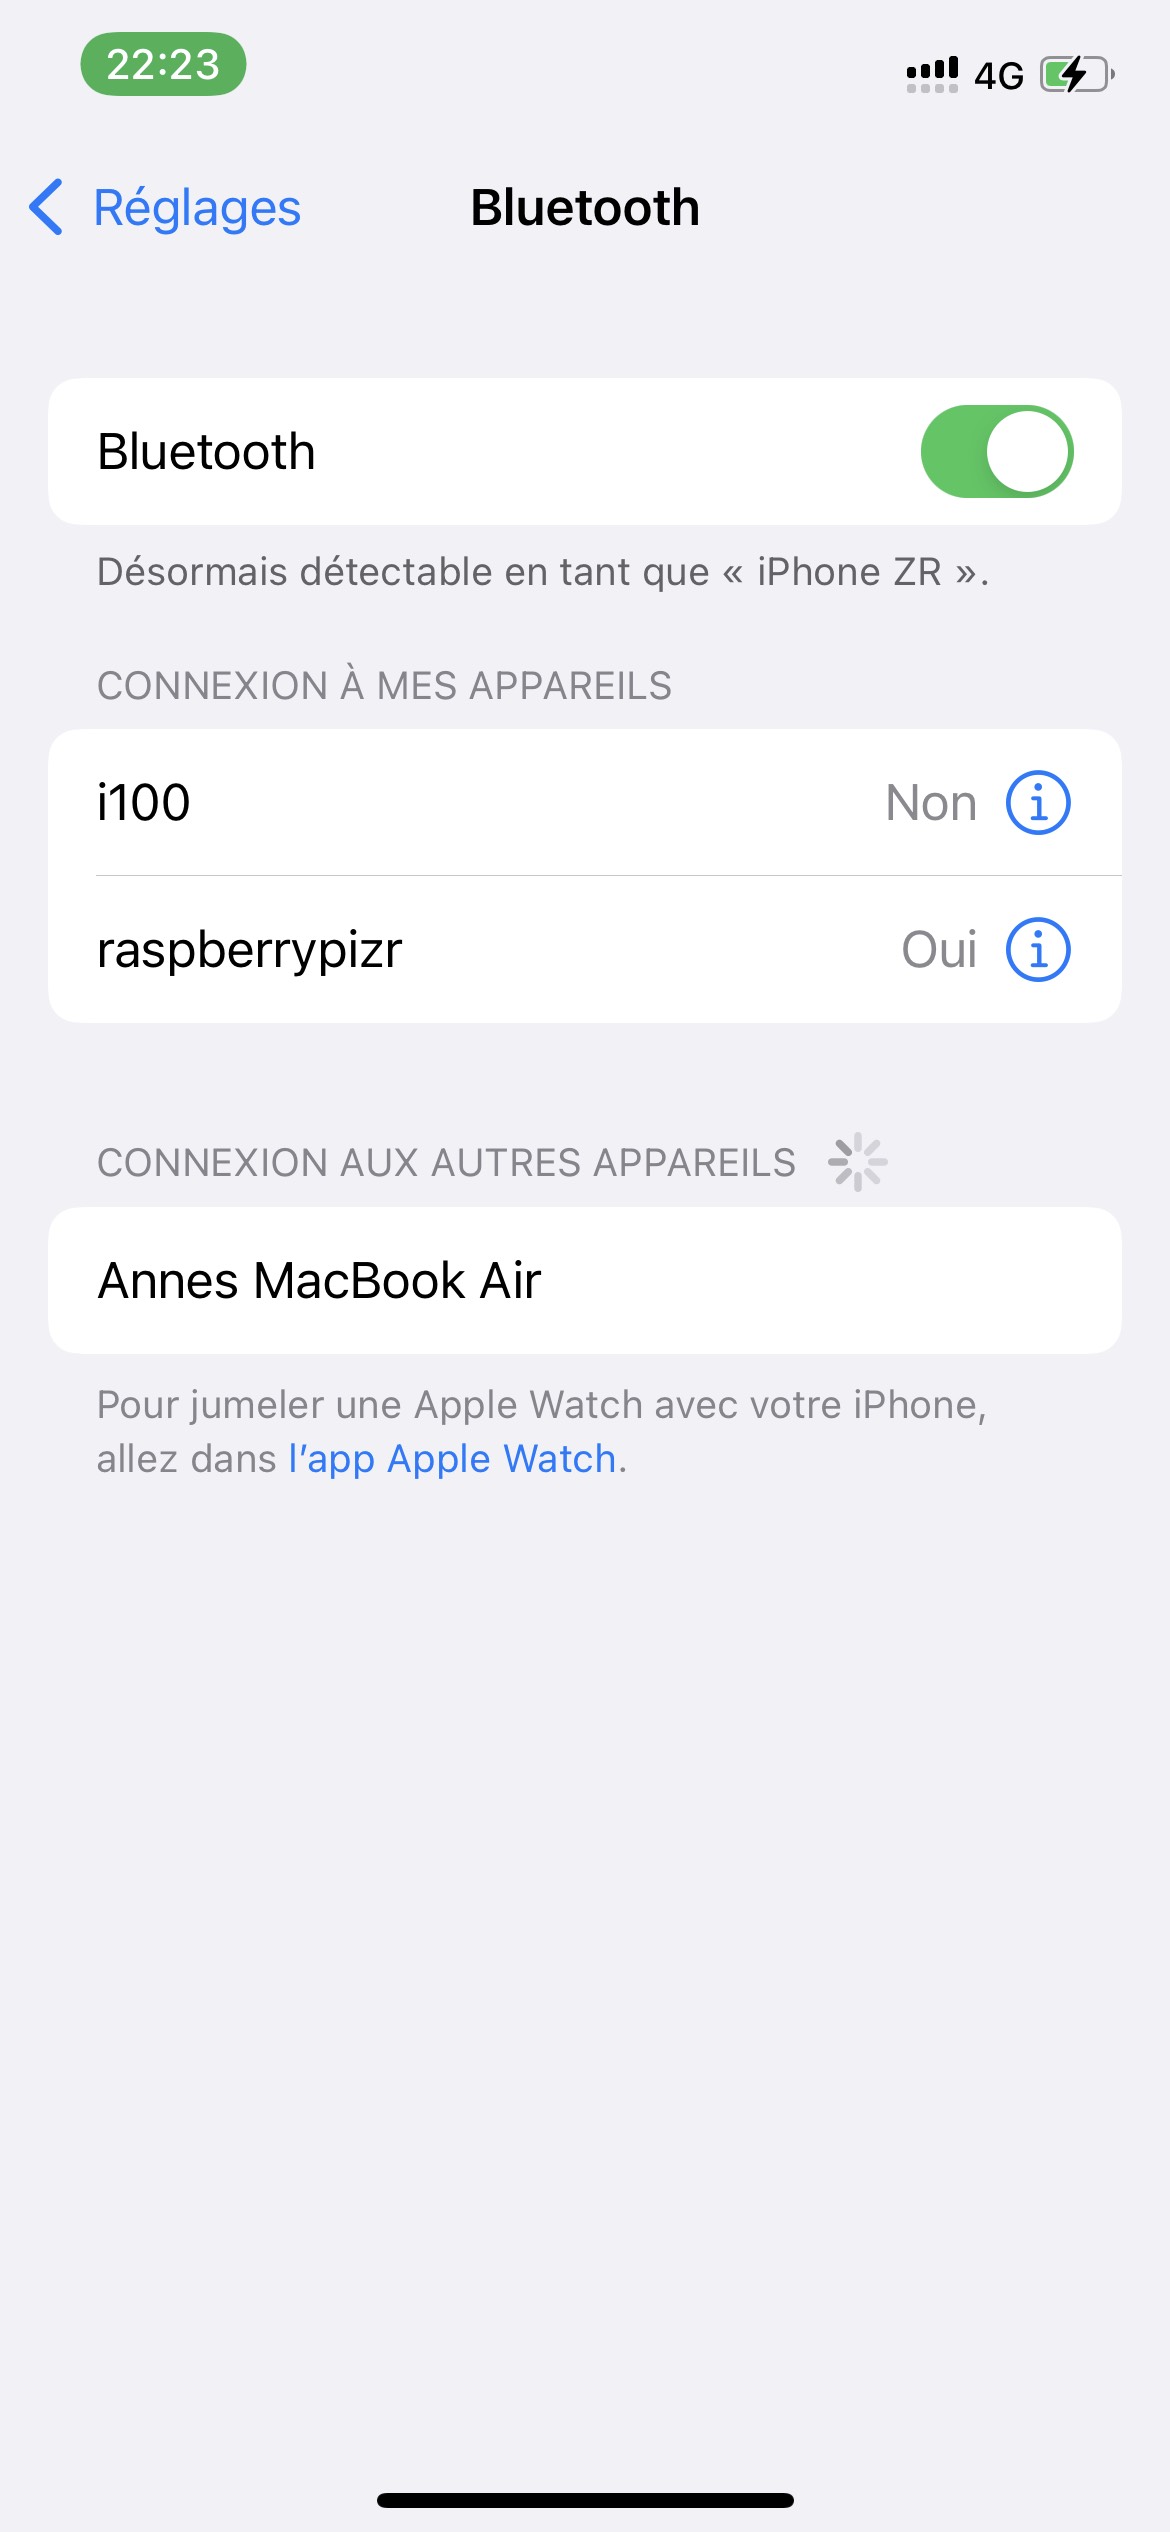 22:23
4G
Réglages
Bluetooth
Bluetooth
Désormais détectable en tant que « iPhone ZR ».
CONNEXION À MES APPAREILS
i100 Non
raspberrypizr Oui
CONNEXION AUX AUTRES APPAREILS
Annes MacBook Air
Pour jumeler une Apple Watch avec votre iPhone,
allez dans l’app Apple Watch.